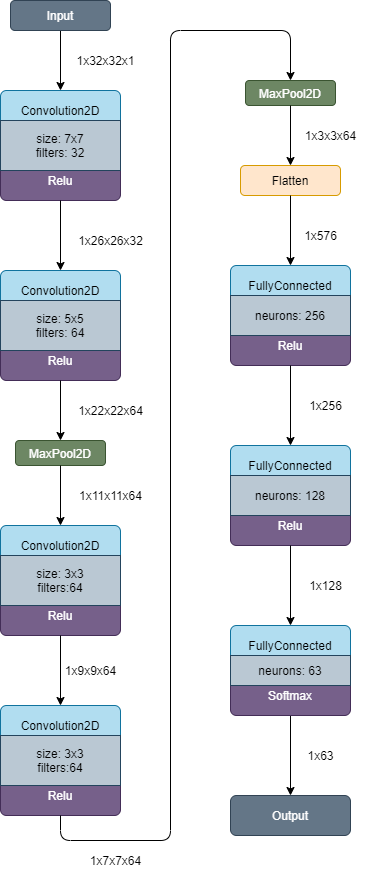 Input
1x32x32x1
Convolution2D
size: 7x7
filters: 32
Relu
1x26x26x32
Convolution2D
size: 5x5
filters: 64
Relu
1x22x22x64
MaxPool2D
1x11x11x64
Convolution2D
size: 3x3
filters:64
Relu
1x9x9x64
Convolution2D
size: 3x3
filters:64
Relu
1x7x7x64
MaxPool2D
1x3x3x64
Flatten
1x576
FullyConnected
neurons: 256
Relu
1x256
FullyConnected
neurons: 128
Relu
1x128
FullyConnected
neurons: 63
Softmax
1x63
Output